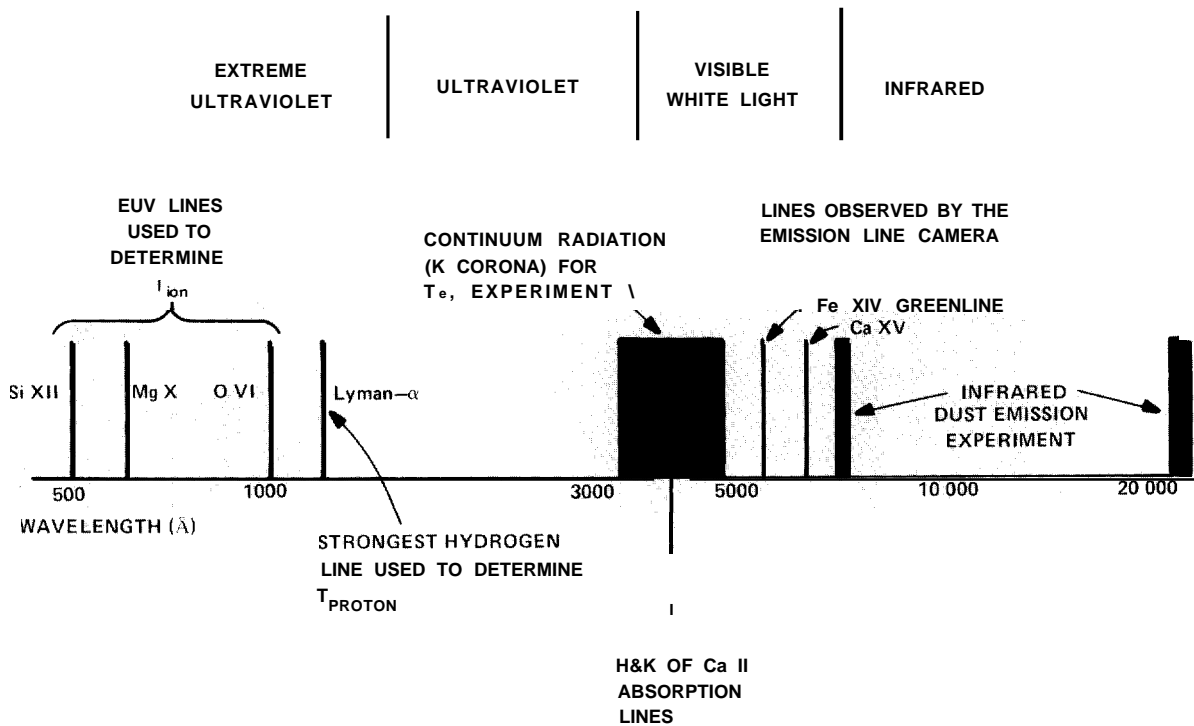 EXTREME
ULTRAVIOLET
ULTRAVIOLET
VISIBLE
WHITE LIGHT
INFRARED
EUV LINES
USED TO
DETERMINE
I ion
CONTINUUM RADIATION
(K CORONA) FOR
Te, EXPERIMENT \
LINES OBSERVED BY THE
EMISSION LINE CAMERA
. Fe XIV GREENLINE
Ca XV
Si XII
Mg X
O VI
Lyman-α
INFRARED
DUST EMISSION
EXPERIMENT
500
1000
3000
5000
10 000
20 000
WAVELENGTH (Å)
STRONGEST HYDROGEN
LINE USED TO DETERMINE
TPROTON
H&K OF Ca II
ABSORPTION
LINES